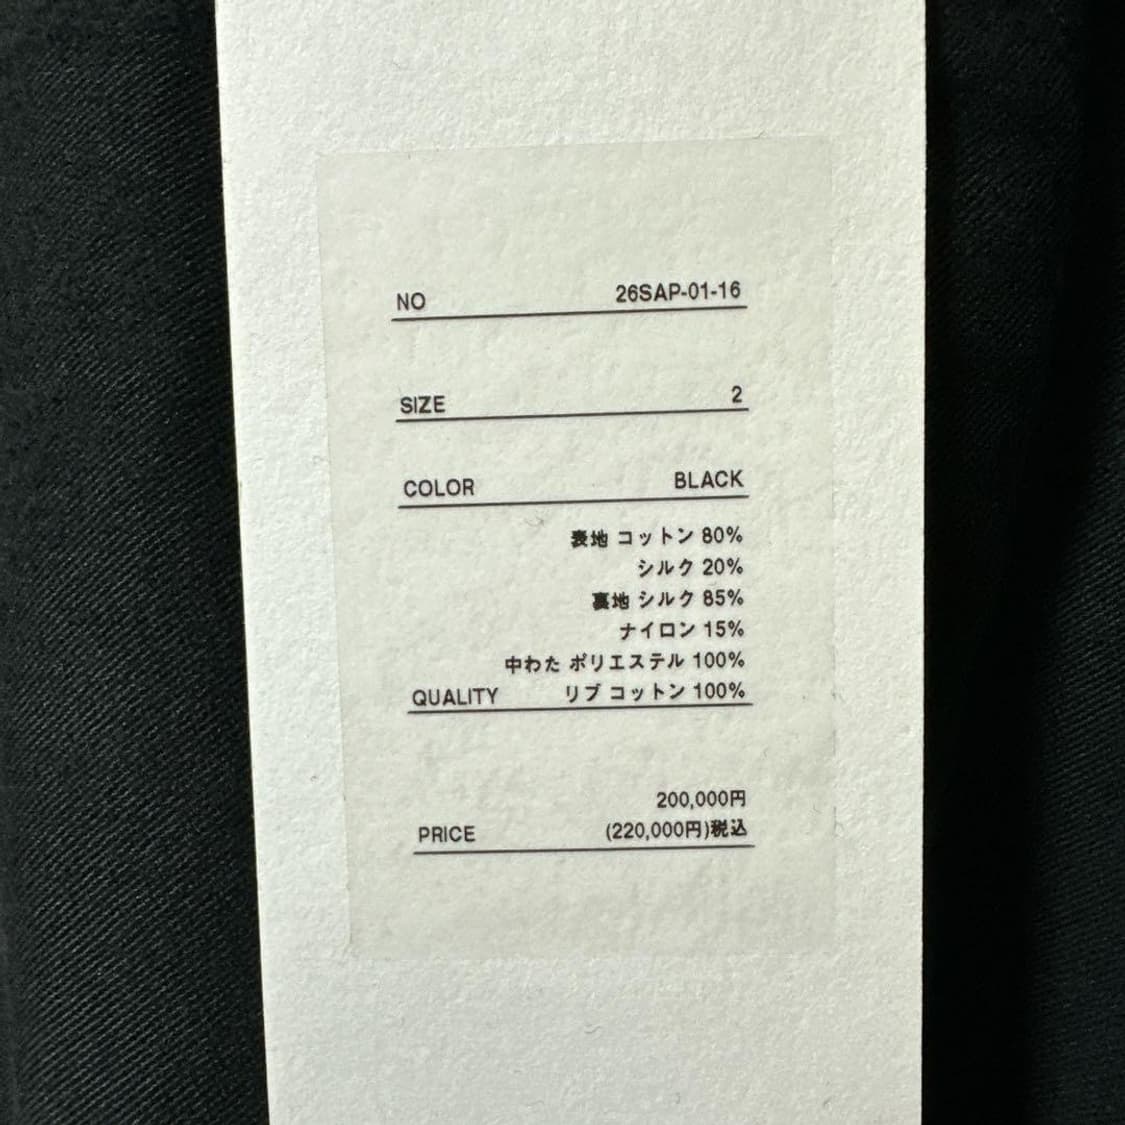 NO 26SAP-01-16
SIZE 2
COLOR BLACK
表地 コットン 80%
シルク 20%
裏地 シルク 85%
ナイロン 15%
中わた ポリエステル 100%
QUALITY リブ コットン 100%
200,000円
PRICE (220,000円)税込